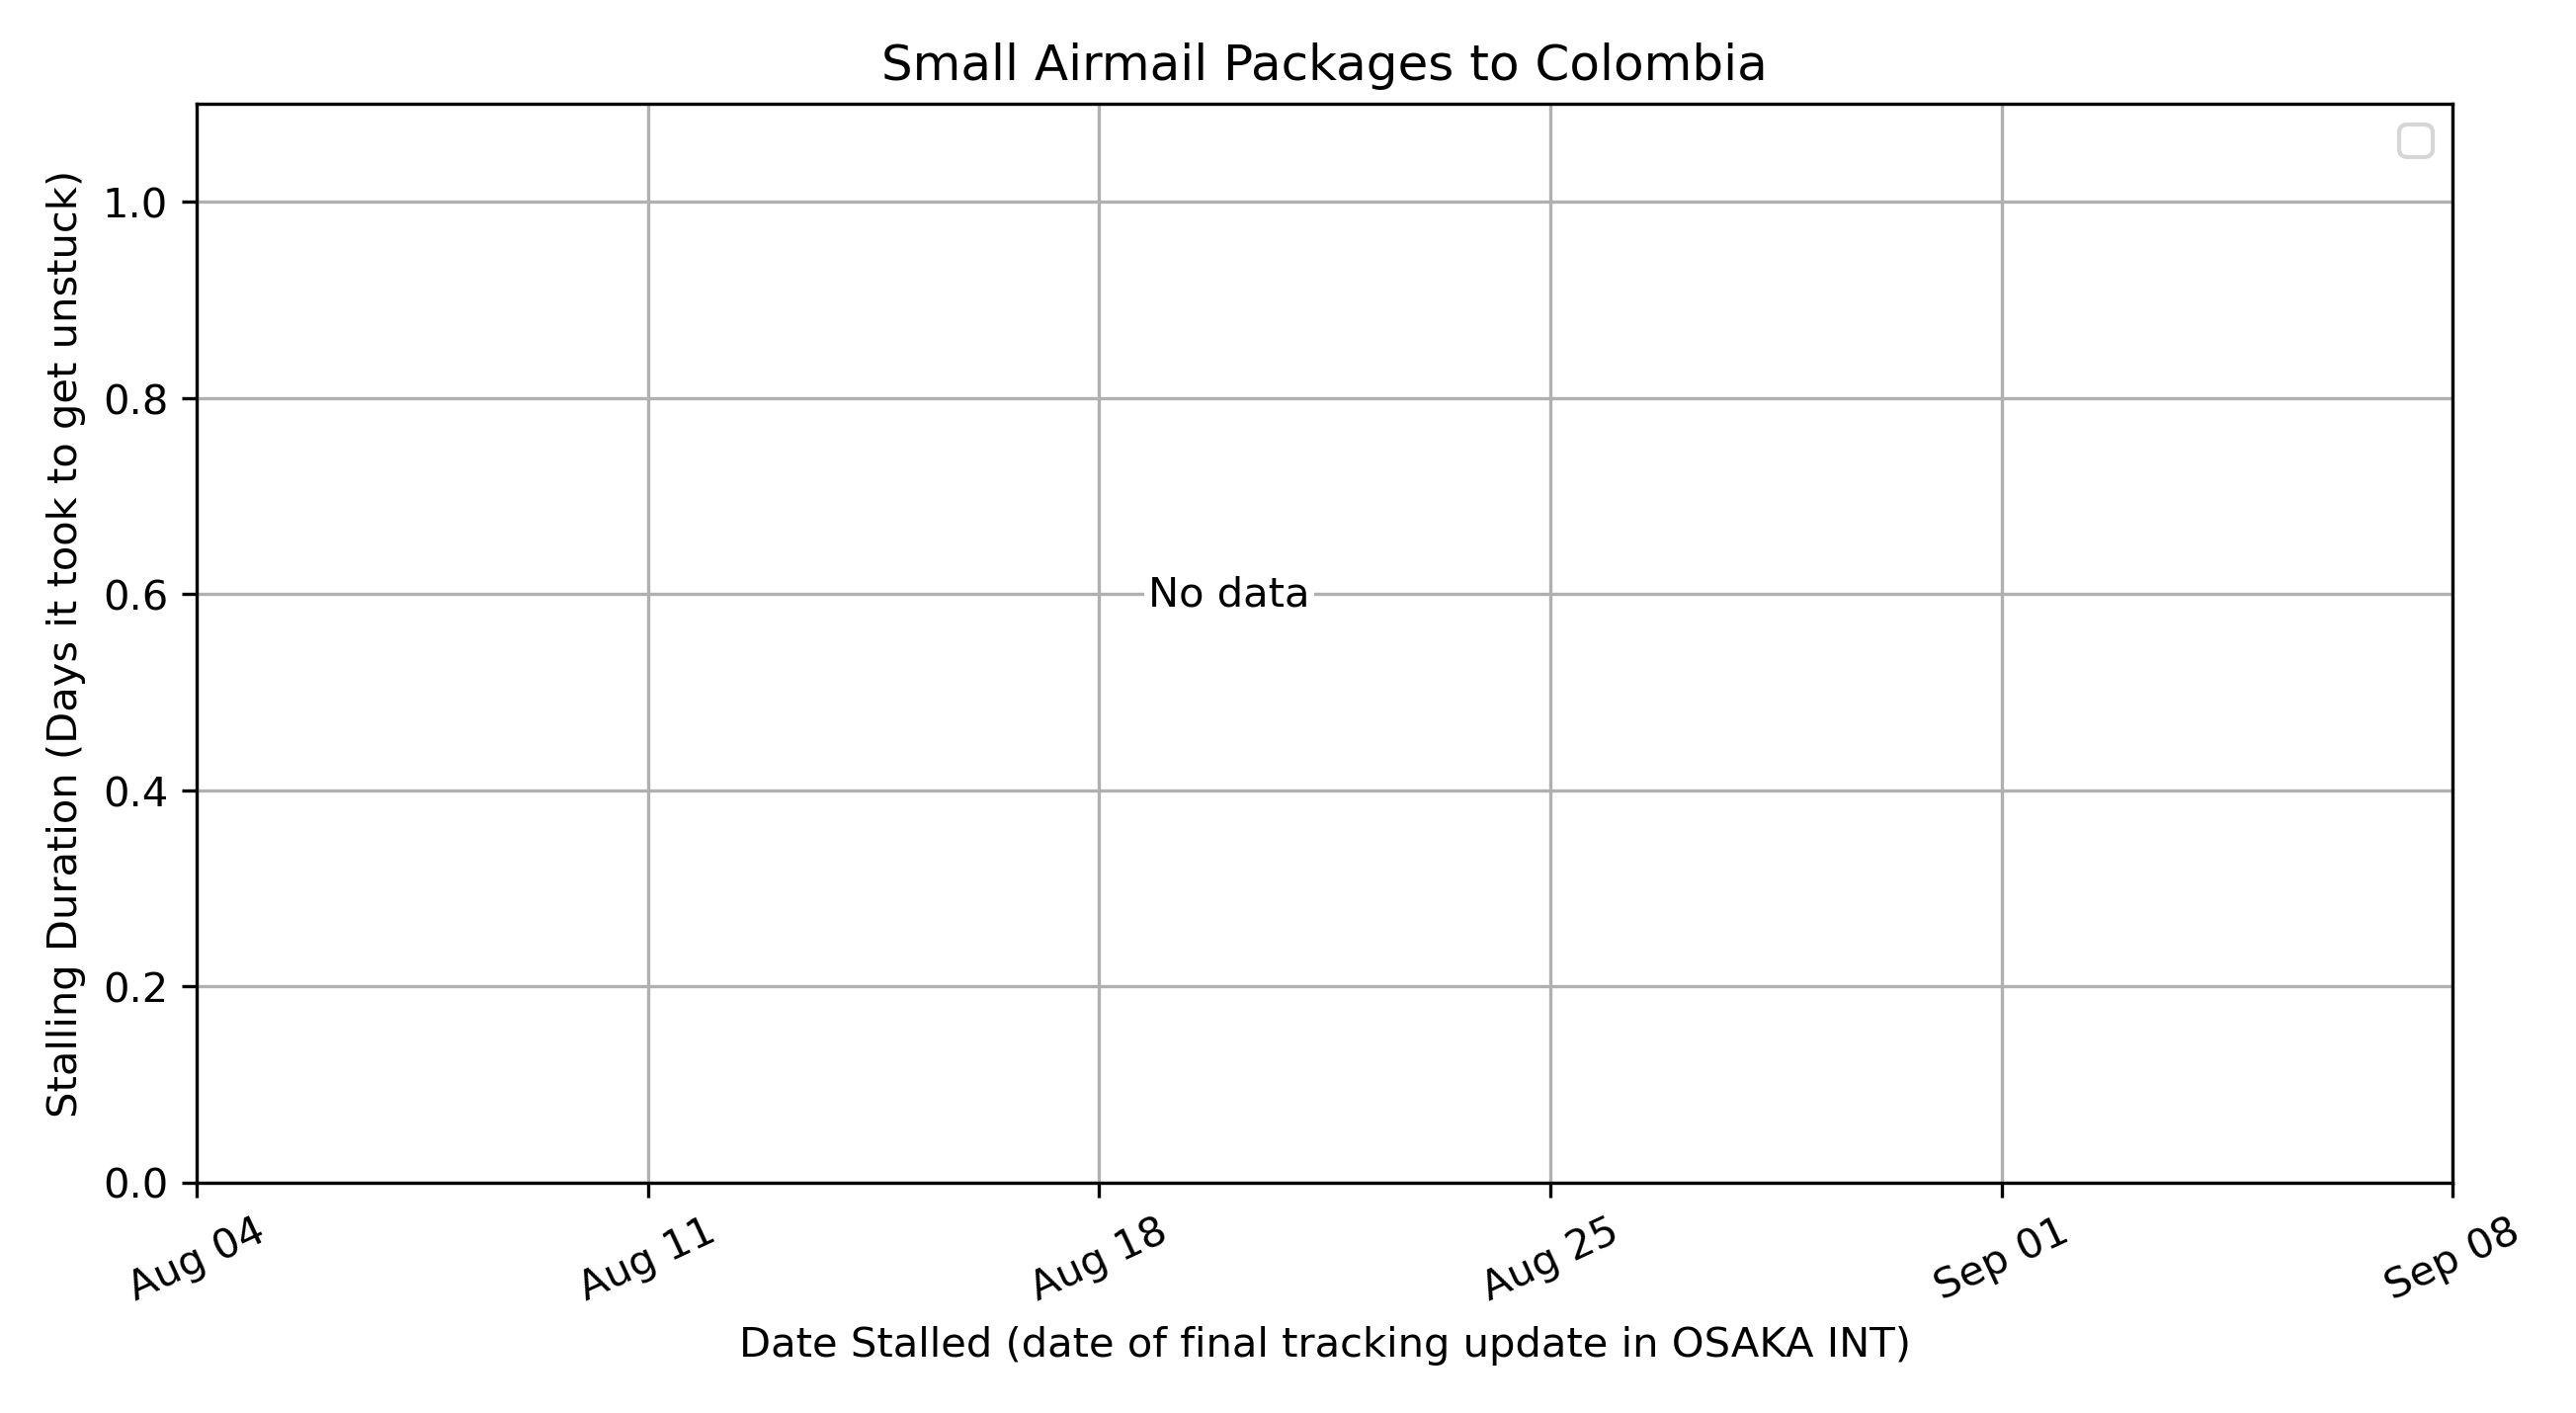 Small Airmail Packages to Colombia
Stalling Duration (Days it took to get unstuck)
1.0
0.8
0.6
0.4
0.2
0.0
No data
Aug 04
Aug 11
Aug 18
Aug 25
Sep 01
Sep 08
Date Stalled (date of final tracking update in OSAKA INT)